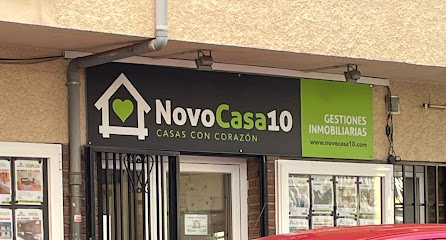 NovoCasa10
CASAS CON CORAZÓN
GESTIONES
INMOBILIARIAS
www.novocasa10.com